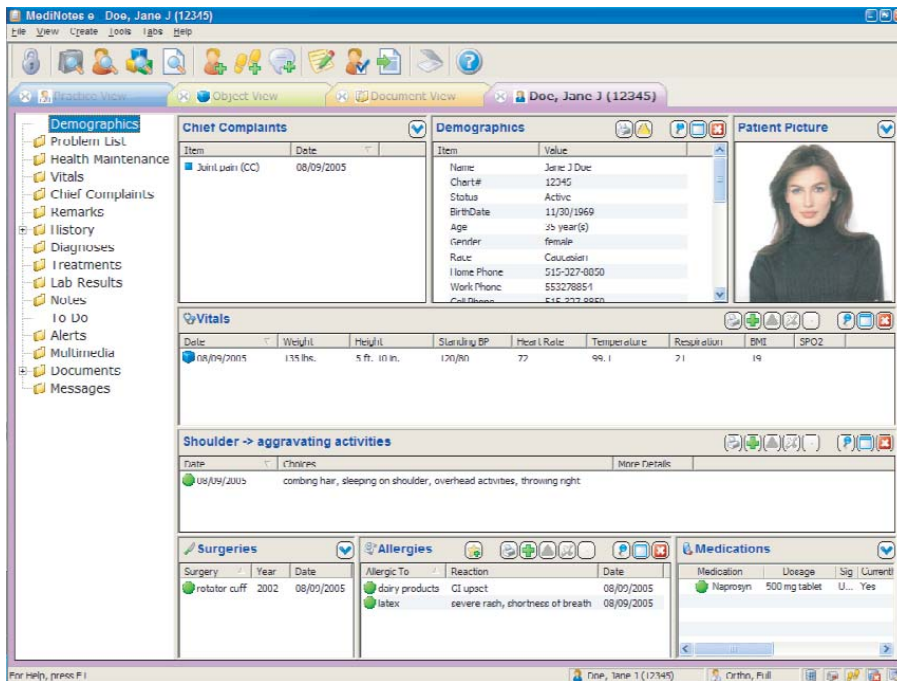 MediNotes e Doe, Jane J (12345)
File View Create Tools Tabs Help
Practice View Object View Document View Doe, Jane J (12345)
Demographics
Problem List
Health Maintenance
Vitals
Chief Complaints
Remarks
History
Diagnoses
Treatments
Lab Results
Notes
To Do
Alerts
Multimedia
Documents
Messages
Chief Complaints
Item Date
Joint pain (CC) 08/09/2005
Demographics
Item Value
Name Jane J Doe
Chart# 12345
Status Active
BirthDate 11/30/1969
Age 35 year(s)
Gender female
Race Caucasian
Home Phone 515-327-8850
Work Phone 553278854
Cell Phone 515-327-8850
Patient Picture
Vitals
Date Weight Height Standing BP Heart Rate Temperature Respiration BMI SPO2
08/09/2005 135 lbs. 5 ft. 10 in. 120/80 72 99.1 21 19
Shoulder -> aggravating activities
Date Choices More Details
08/09/2005 combing hair, sleeping on shoulder, overhead activities, throwing right
Surgeries
Surgery Year Date
rotator cuff 2002 08/09/2005
Allergies
Allergic To Reaction Date
dairy products GI upset 08/09/2005
latex severe rash, shortness of breath 08/09/2005
Medications
Medication Dosage Sig Currentl
Naprosyn 500 mg tablet U... Yes
For Help, press F1
Doe, Jane J (12345) Ortho, Full